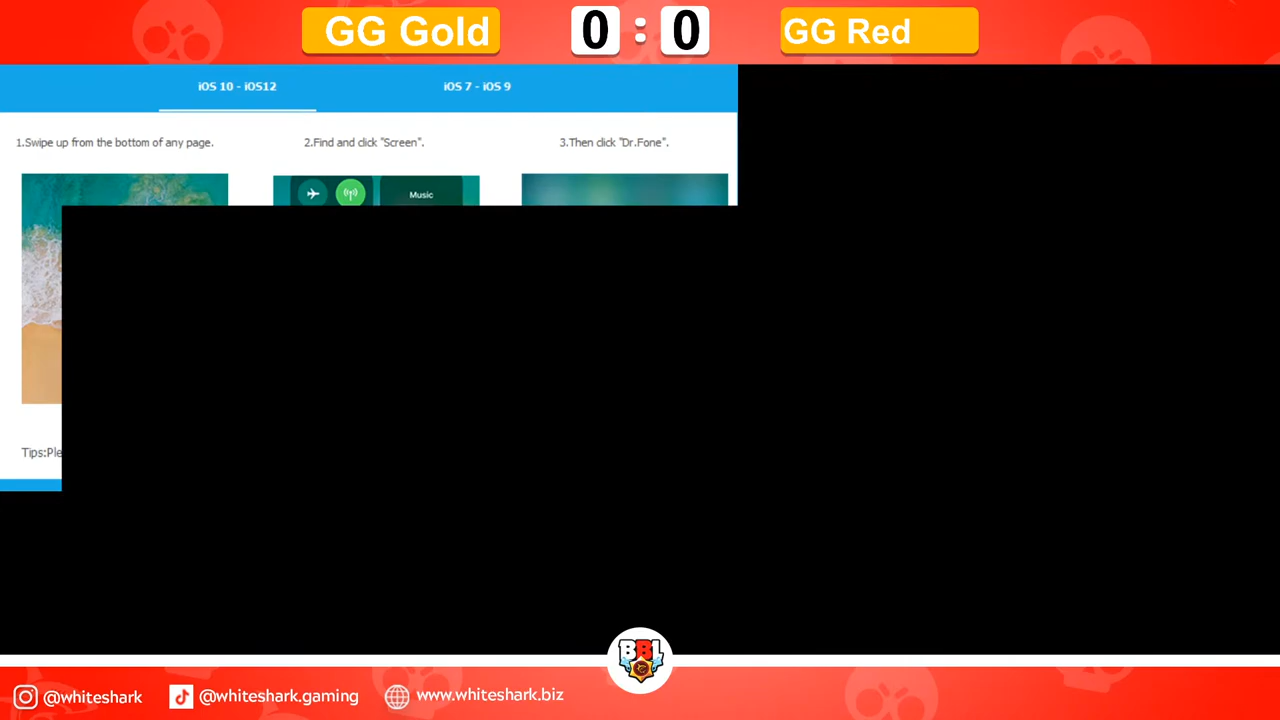 GG Gold 0 : 0 GG Red
iOS 10 - iOS12 iOS 7 - iOS 9
1.Swipe up from the bottom of any page. 2.Find and click "Screen". 3.Then click "Dr.Fone".
Music
Tips:Ple
BBL
@whiteshark @whiteshark.gaming www.whiteshark.biz